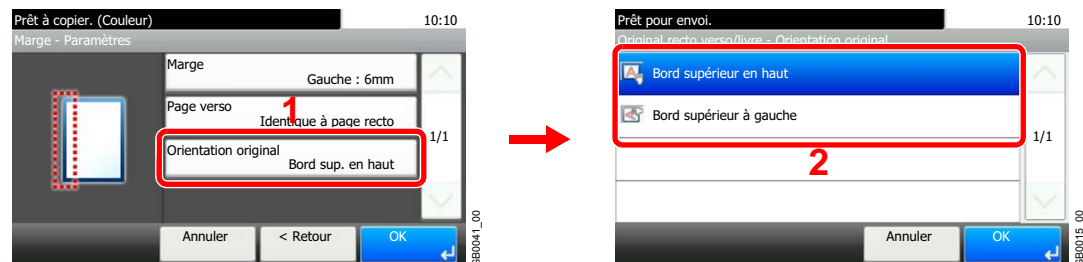 Prêt à copier. (Couleur)
10:10
Marge - Paramètres
Marge
Gauche : 6mm
Page verso
1
Identique à page recto
1/1
Orientation original
Bord sup. en haut
Annuler
< Retour
OK
GB0041_00
Prêt pour envoi.
10:10
Original recto verso/livre - Orientation original
Bord supérieur en haut
Bord supérieur à gauche
1/1
2
Annuler
OK
GB0015_00